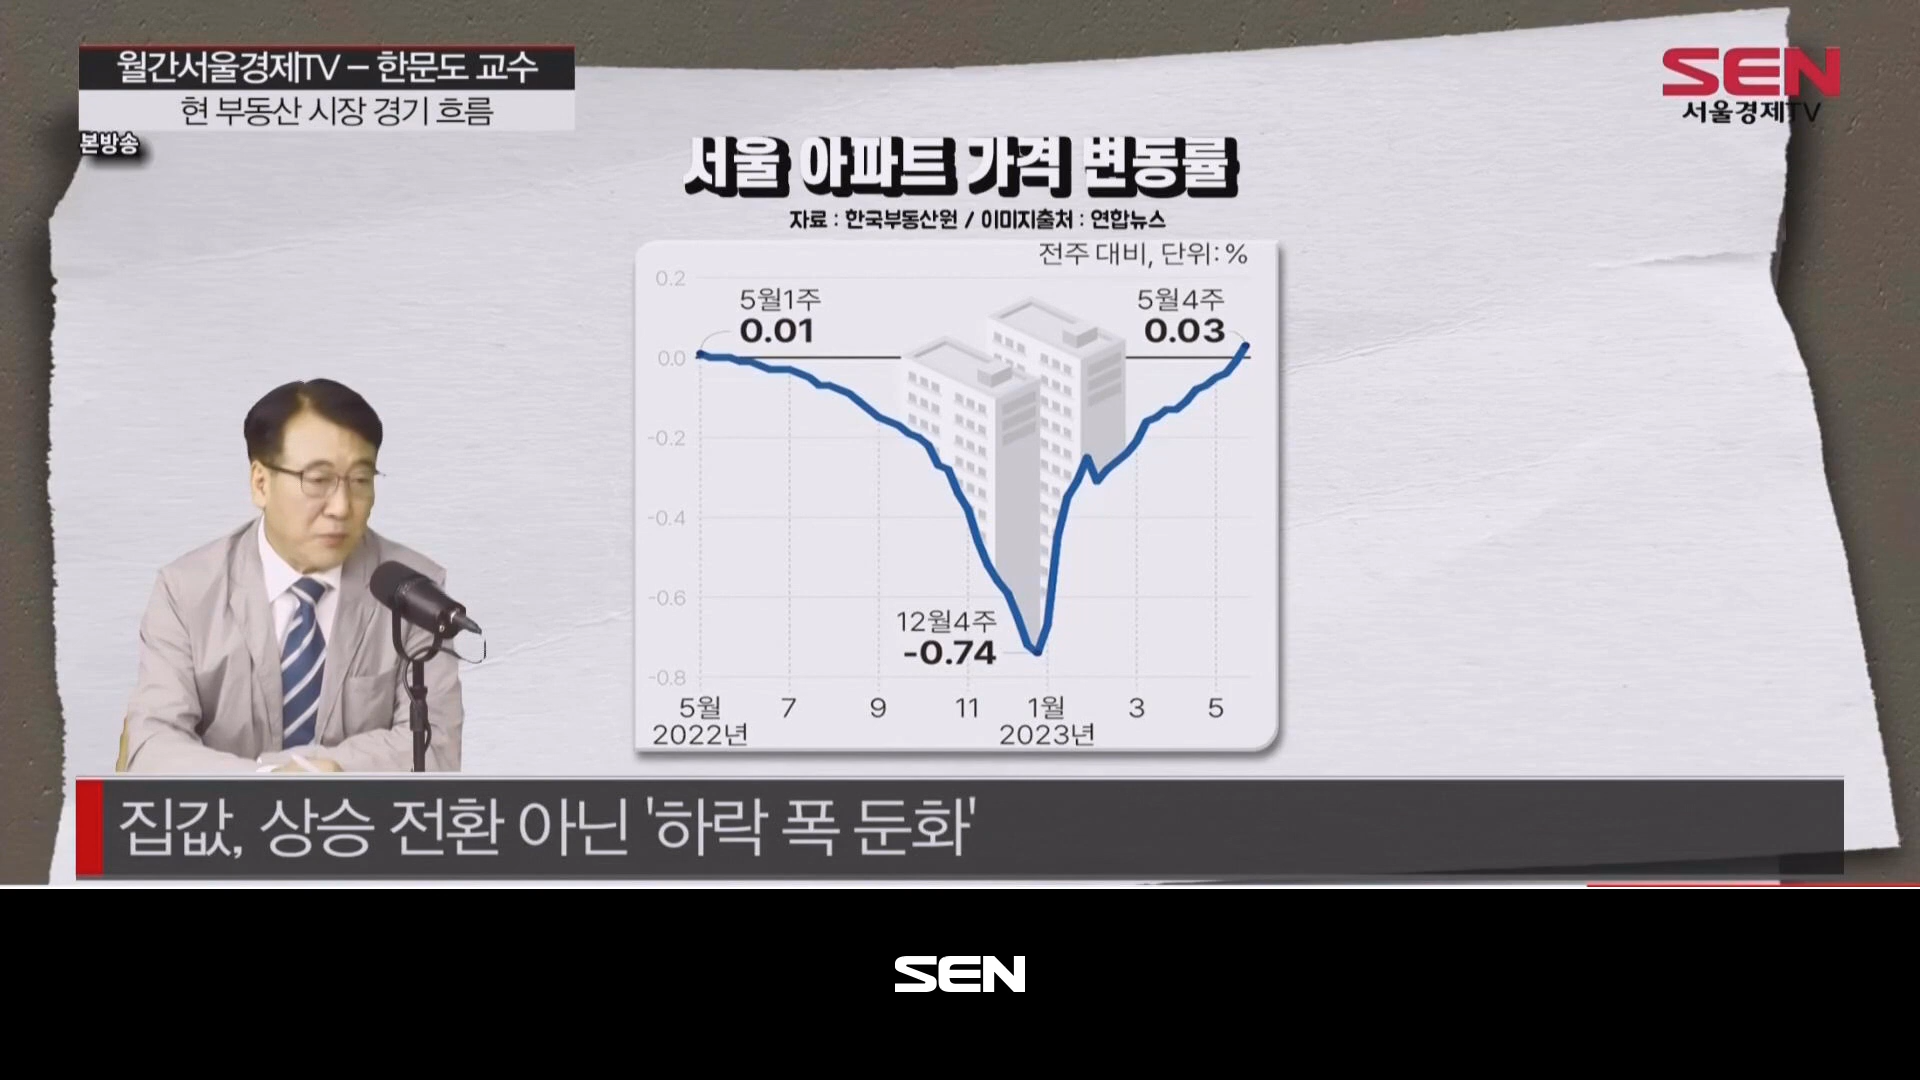 월간서울경제TV – 한문도 교수
현 부동산 시장 경기 흐름
본방송
SEN
서울경제TV
서울 아파트 가격 변동률
자료 : 한국부동산원 / 이미지출처 : 연합뉴스
전주 대비, 단위: %
0.2
5월1주
0.01
5월4주
0.03
0.0
-0.2
-0.4
-0.6
12월4주
-0.74
-0.8
5월 7 9 11 1월 3 5
2022년 2023년
집값, 상승 전환 아닌 '하락 폭 둔화'
SEN